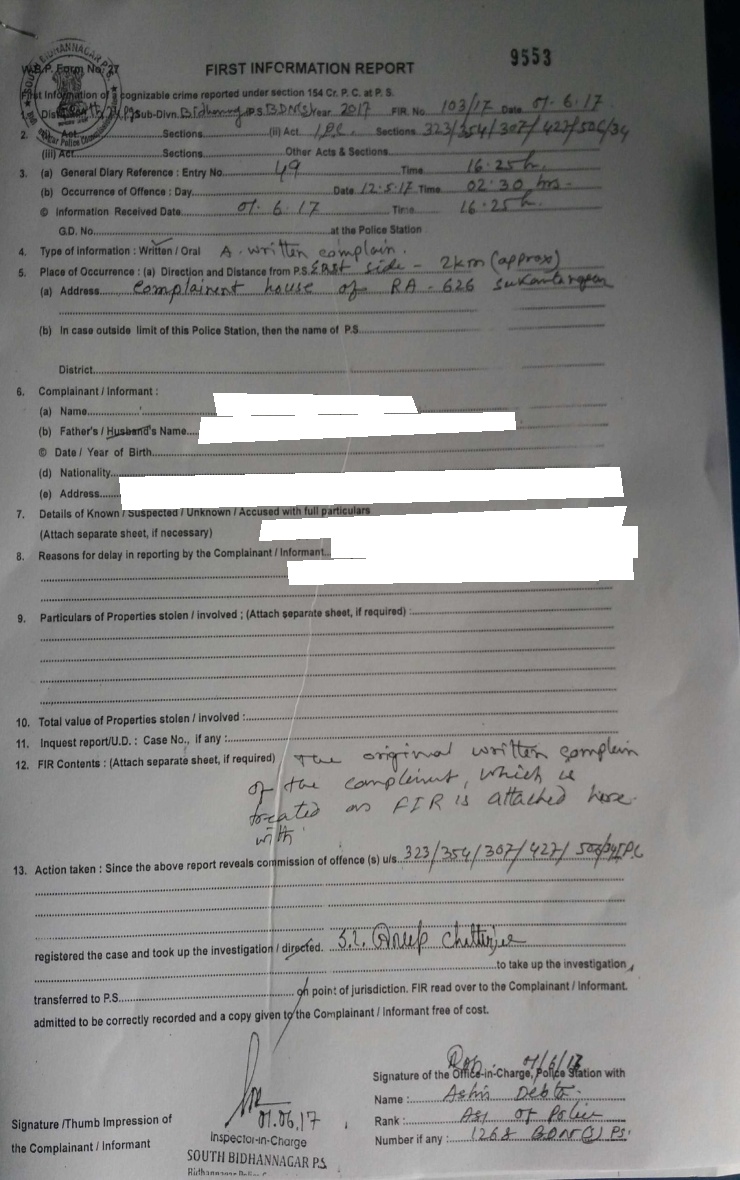 9553
W.B.P. Form No. 27
FIRST INFORMATION REPORT
First Information of a cognizable crime reported under section 154 Cr. P. C. at P. S.
1. Dist. Sub-Divn. Bidhannagar P.S. BDN(S) Year 2017 FIR. No. 103/17 Date 01.6.17
2. (i) Act Sections (ii) Act IPC. Sections 323/354/307/427/506/34
(iii) Act Sections Other Acts & Sections
3. (a) General Diary Reference : Entry No. 49 Time 16.25 h.
(b) Occurrence of Offence : Day Date 12.5.17 Time 02.30 hrs.
© Information Received Date 01.6.17 Time 16.25 h.
G.D. No. at the Police Station
4. Type of information : Written / Oral A written complain.
5. Place of Occurrence : (a) Direction and Distance from P.S. East side - 2km (approx)
(a) Address complainent house of RA - 626 Sukantanagar
(b) In case outside limit of this Police Station, then the name of P.S.
District
6. Complainant / Informant :
(a) Name
(b) Father's / Husband's Name
© Date / Year of Birth
(d) Nationality
(e) Address
7. Details of Known / Suspected / Unknown / Accused with full particulars
(Attach separate sheet, if necessary)
8. Reasons for delay in reporting by the Complainant / Informant
9. Particulars of Properties stolen / involved ; (Attach separate sheet, if required) :
10. Total value of Properties stolen / involved :
11. Inquest report/U.D. : Case No., if any :
12. FIR Contents : (Attach separate sheet, if required) The original written complain
of the complainent, which is
treated as FIR is attached here
with
13. Action taken : Since the above report reveals commission of offence (s) u/s. 323/354/307/427/506/34 IPC
registered the case and took up the investigation / directed. S.I. Anup Chatterjee
to take up the investigation
transferred to P.S. on point of jurisdiction. FIR read over to the Complainant / Informant.
admitted to be correctly recorded and a copy given to the Complainant / Informant free of cost.
01/6/17
Signature of the Office-in-Charge, Police Station with
Name :
Rank : ASI of Police
Number if any : 1268 BDN(S) PS.
Signature /Thumb Impression of
the Complainant / Informant
01.06.17
Inspector-in-Charge
SOUTH BIDHANNAGAR P.S